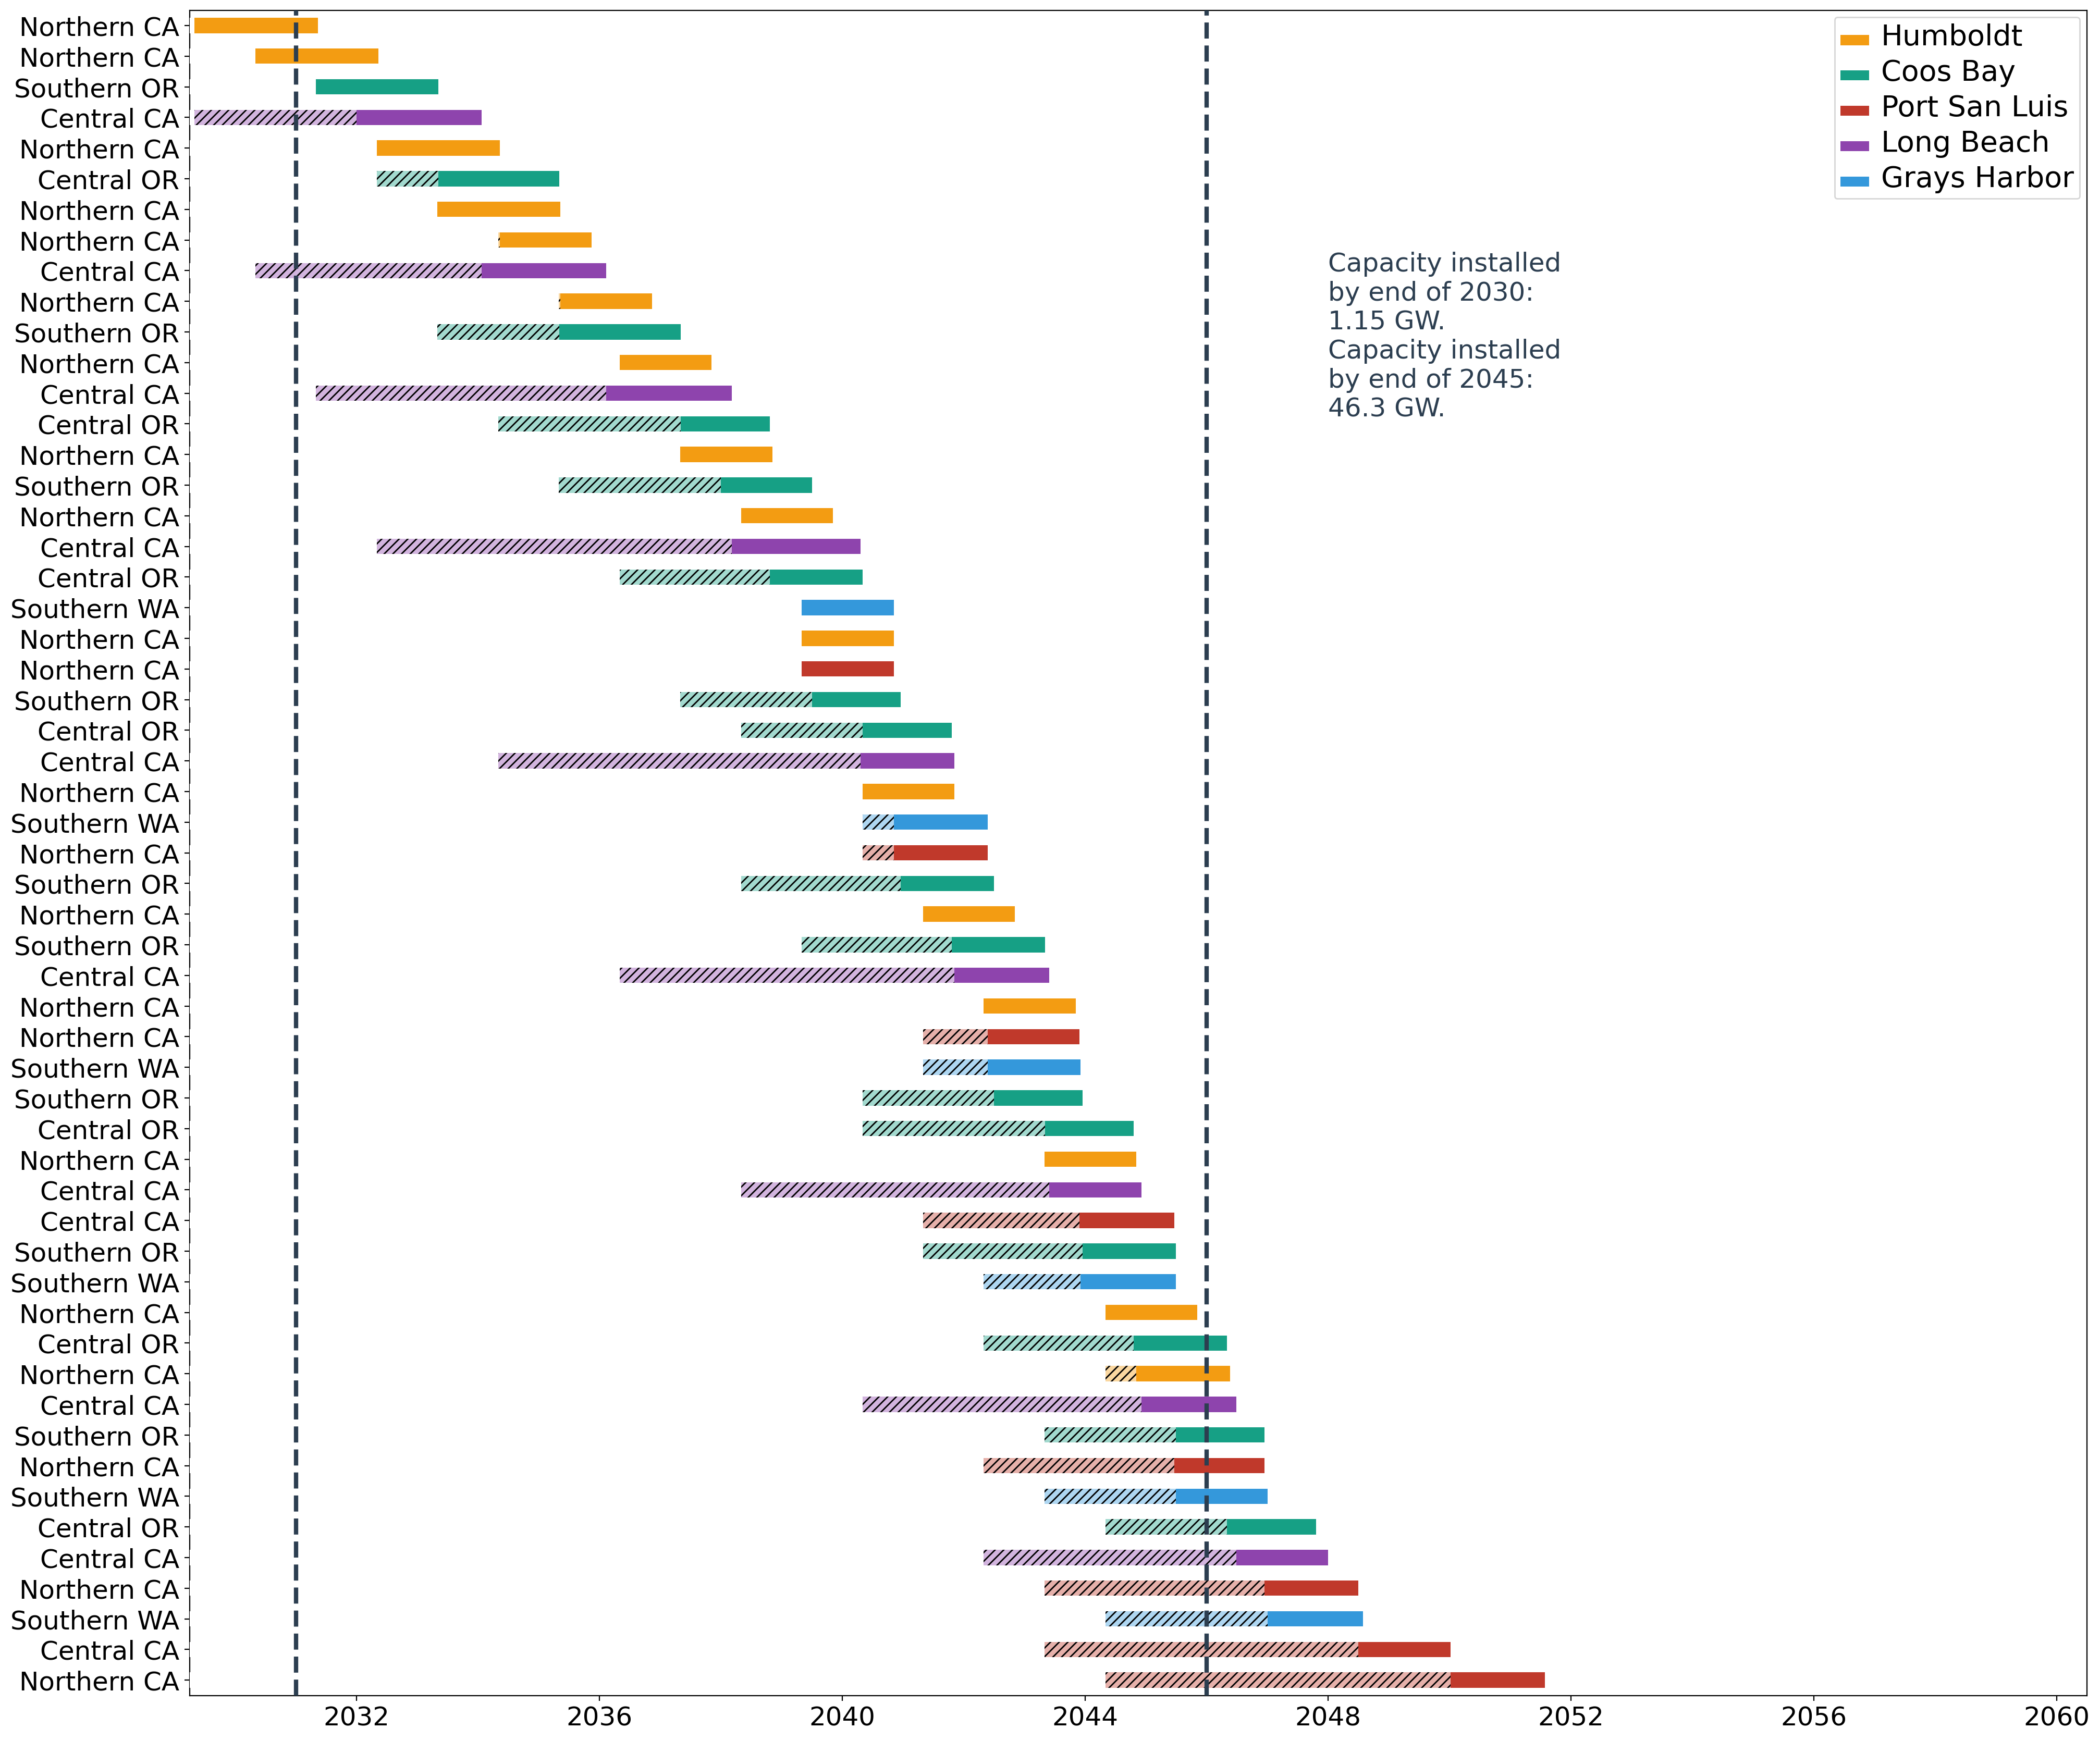 Northern CA
Northern CA
Southern OR
Central CA
Northern CA
Central OR
Northern CA
Northern CA
Central CA
Northern CA
Southern OR
Northern CA
Central CA
Central OR
Northern CA
Southern OR
Northern CA
Central CA
Central OR
Southern WA
Northern CA
Northern CA
Southern OR
Central OR
Central CA
Northern CA
Southern WA
Northern CA
Southern OR
Northern CA
Southern OR
Central CA
Northern CA
Northern CA
Southern WA
Southern OR
Central OR
Northern CA
Central CA
Central CA
Southern OR
Southern WA
Northern CA
Central OR
Northern CA
Central CA
Southern OR
Northern CA
Southern WA
Central OR
Central CA
Northern CA
Southern WA
Central CA
Northern CA
Humboldt
Coos Bay
Port San Luis
Long Beach
Grays Harbor
Capacity installed
by end of 2030:
1.15 GW.
Capacity installed
by end of 2045:
46.3 GW.
2032 2036 2040 2044 2048 2052 2056 2060